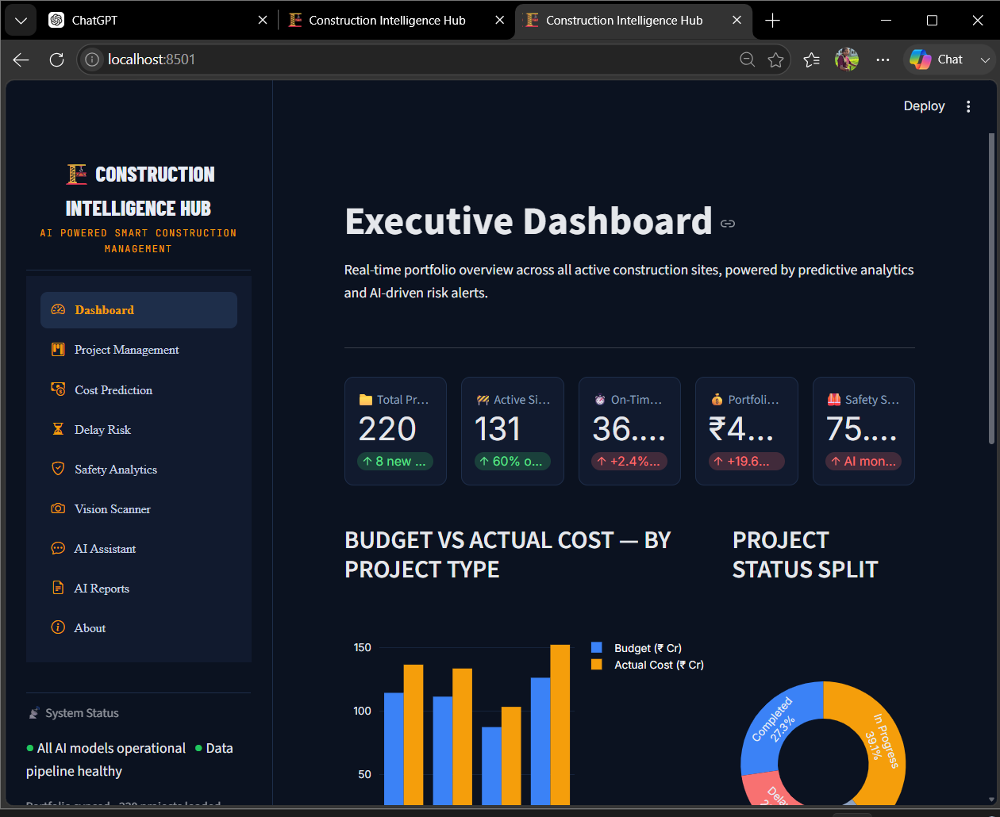 ChatGPT
Construction Intelligence Hub
Construction Intelligence Hub
localhost:8501
Chat
Deploy
CONSTRUCTION
INTELLIGENCE HUB
AI POWERED SMART CONSTRUCTION
MANAGEMENT
Dashboard
Project Management
Cost Prediction
Delay Risk
Safety Analytics
Vision Scanner
AI Assistant
AI Reports
About
System Status
All AI models operational Data
pipeline healthy
Executive Dashboard
Real-time portfolio overview across all active construction sites, powered by predictive analytics
and AI-driven risk alerts.
Total Pr...
220
↑ 8 new ...
Active Si...
131
↑ 60% o...
On-Tim...
36....
↑ +2.4%...
Portfoli...
₹4...
↑ +19.6...
Safety S...
75....
↑ AI mon...
BUDGET VS ACTUAL COST — BY
PROJECT TYPE
150
100
50
Budget (₹ Cr)
Actual Cost (₹ Cr)
PROJECT
STATUS SPLIT
Completed
27.3%
In Progress
39.1%